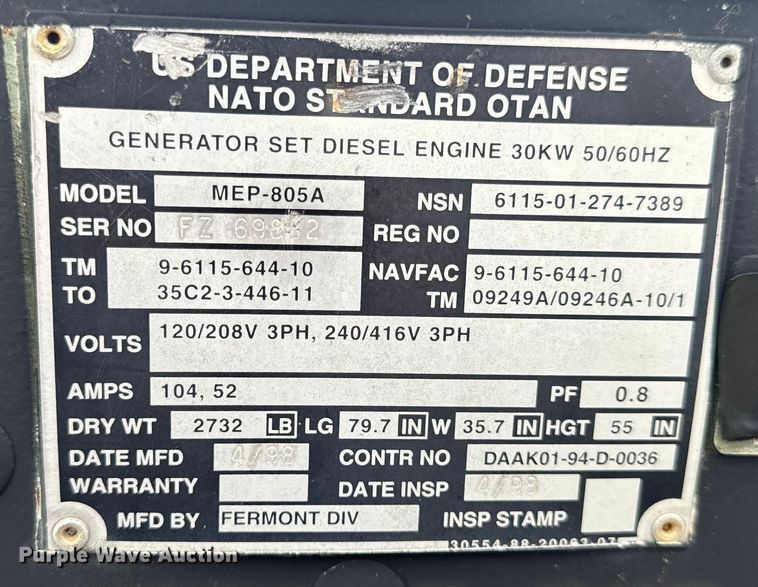 US DEPARTMENT OF DEFENSE
NATO STANDARD OTAN
GENERATOR SET DIESEL ENGINE 30KW 50/60HZ
MODEL MEP-805A NSN 6115-01-274-7389
SER NO FZ 69882 REG NO
TM 9-6115-644-10 NAVFAC 9-6115-644-10
TO 35C2-3-446-11 TM 09249A/09246A-10/1
VOLTS 120/208V 3PH, 240/416V 3PH
AMPS 104, 52 PF 0.8
DRY WT 2732 LB LG 79.7 IN W 35.7 IN HGT 55 IN
DATE MFD 4/98 CONTR NO DAAK01-94-D-0036
WARRANTY DATE INSP 4/98
MFD BY FERMONT DIV INSP STAMP
Purple Wave Auction